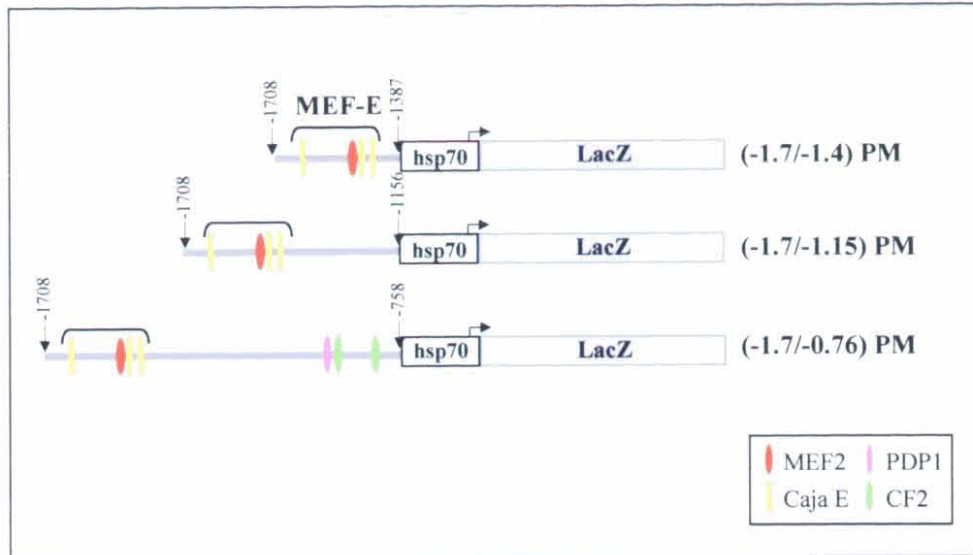 -1708
MEF-E
-1387
hsp70
LacZ
(-1.7/-1.4) PM
-1708
-1156
hsp70
LacZ
(-1.7/-1.15) PM
-1708
-758
hsp70
LacZ
(-1.7/-0.76) PM
MEF2
PDP1
Caja E
CF2